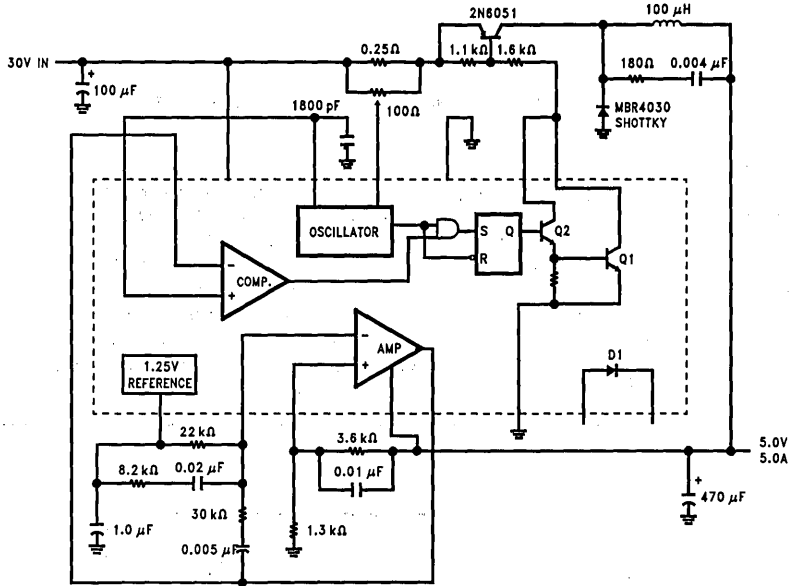 2N6051
100 μH
0.25Ω
1.1 kΩ
1.6 kΩ
180Ω
0.004 μF
30V IN
+
100 μF
1800 pF
100Ω
MBR4030
SHOTTKY
OSCILLATOR
S
Q
R
Q2
Q1
-
COMP.
+
-
AMP
+
1.25V
REFERENCE
D1
22 kΩ
3.6 kΩ
5.0V
5.0A
8.2 kΩ
0.02 μF
0.01 μF
+
470 μF
30 kΩ
1.0 μF
1.3 kΩ
0.005 μF